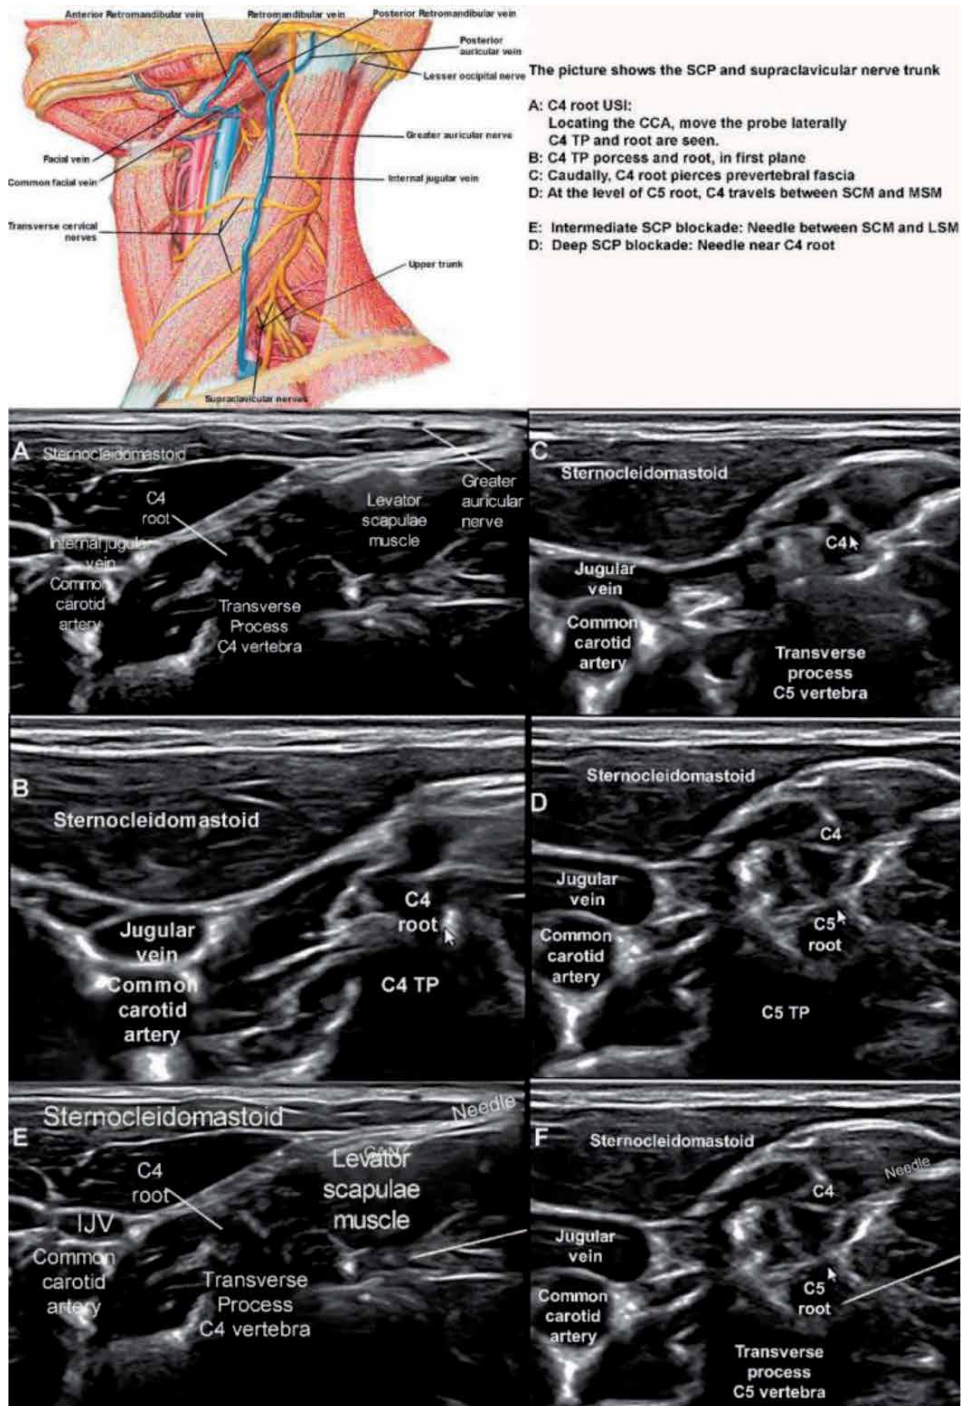 Anterior Retromandibular vein
Retromandibular vein
Posterior Retromandibular vein
Posterior
auricular vein
Lesser occipital nerve
Greater auricular nerve
Facial vein
Common facial vein
Internal jugular vein
Transverse cervical
nerves
Upper trunk
Supraclavicular nerves
The picture shows the SCP and supraclavicular nerve trunk
A: C4 root USI:
Locating the CCA, move the probe laterally
C4 TP and root are seen.
B: C4 TP porcess and root, in first plane
C: Caudally, C4 root pierces prevertebral fascia
D: At the level of C5 root, C4 travels between SCM and MSM
E: Intermediate SCP blockade: Needle between SCM and LSM
D: Deep SCP blockade: Needle near C4 root
A
Sternocleidomastoid
C4
root
Levator
scapulae
muscle
Greater
auricular
nerve
Internal jugular
vein
Common
carotid
artery
Transverse
Process
C4 vertebra
C
Sternocleidomastoid
C4
Jugular
vein
Common
carotid
artery
Transverse
process
C5 vertebra
B
Sternocleidomastoid
C4
root
Jugular
vein
Common
carotid
artery
C4 TP
D
Sternocleidomastoid
C4
Jugular
vein
C5
root
Common
carotid
artery
C5 TP
E
Sternocleidomastoid
Needle
C4
root
Levator
scapulae
muscle
IJV
Common
carotid
artery
Transverse
Process
C4 vertebra
F
Sternocleidomastoid
Needle
C4
Jugular
vein
C5
root
Common
carotid
artery
Transverse
process
C5 vertebra